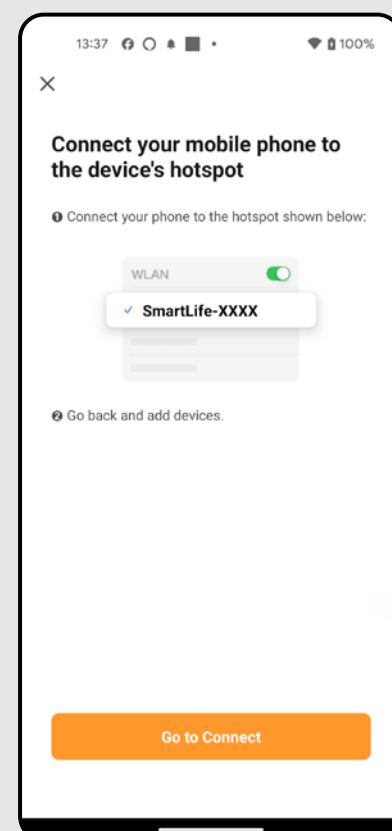 13:37
100%
Connect your mobile phone to
the device's hotspot
❶ Connect your phone to the hotspot shown below:
WLAN
SmartLife-XXXX
❷ Go back and add devices.
Go to Connect